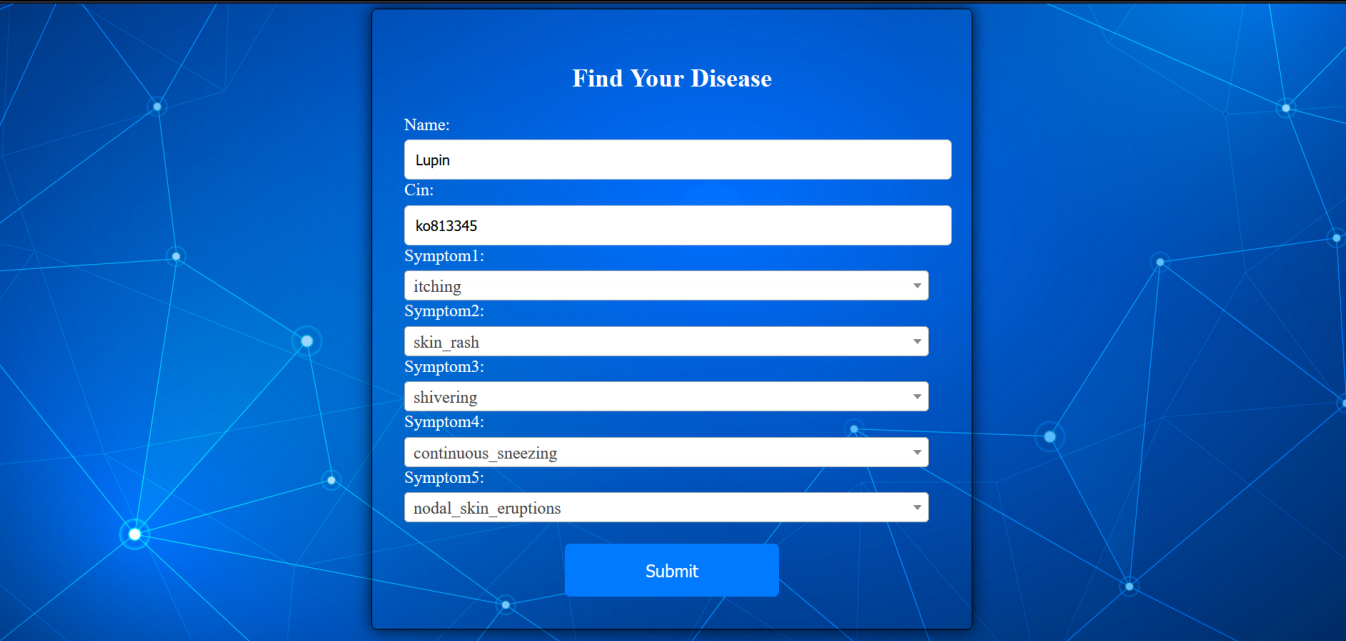 Find Your Disease
Name:
Lupin
Cin:
ko813345
Symptom1:
itching
Symptom2:
skin_rash
Symptom3:
shivering
Symptom4:
continuous_sneezing
Symptom5:
nodal_skin_eruptions
Submit